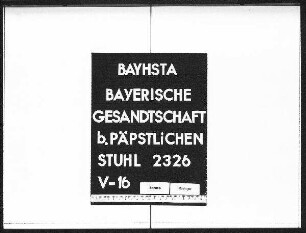 BAYHSTA
BAYERISCHE
GESANDTSCHAFT
b. PÄPSTLiCHEN
STUHL 2326
V-16